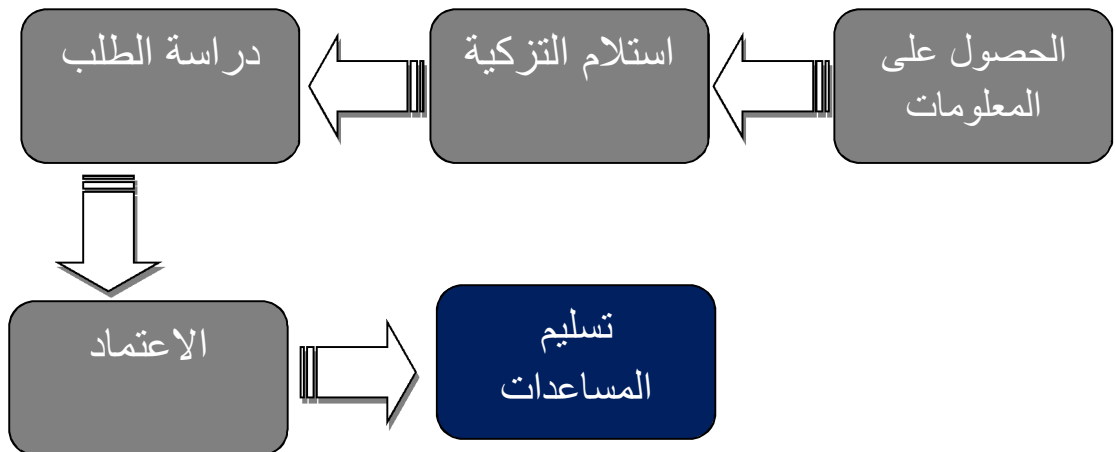 الحصول على
المعلومات
استلام التزكية
دراسة الطلب
الاعتماد
تسليم
المساعدات